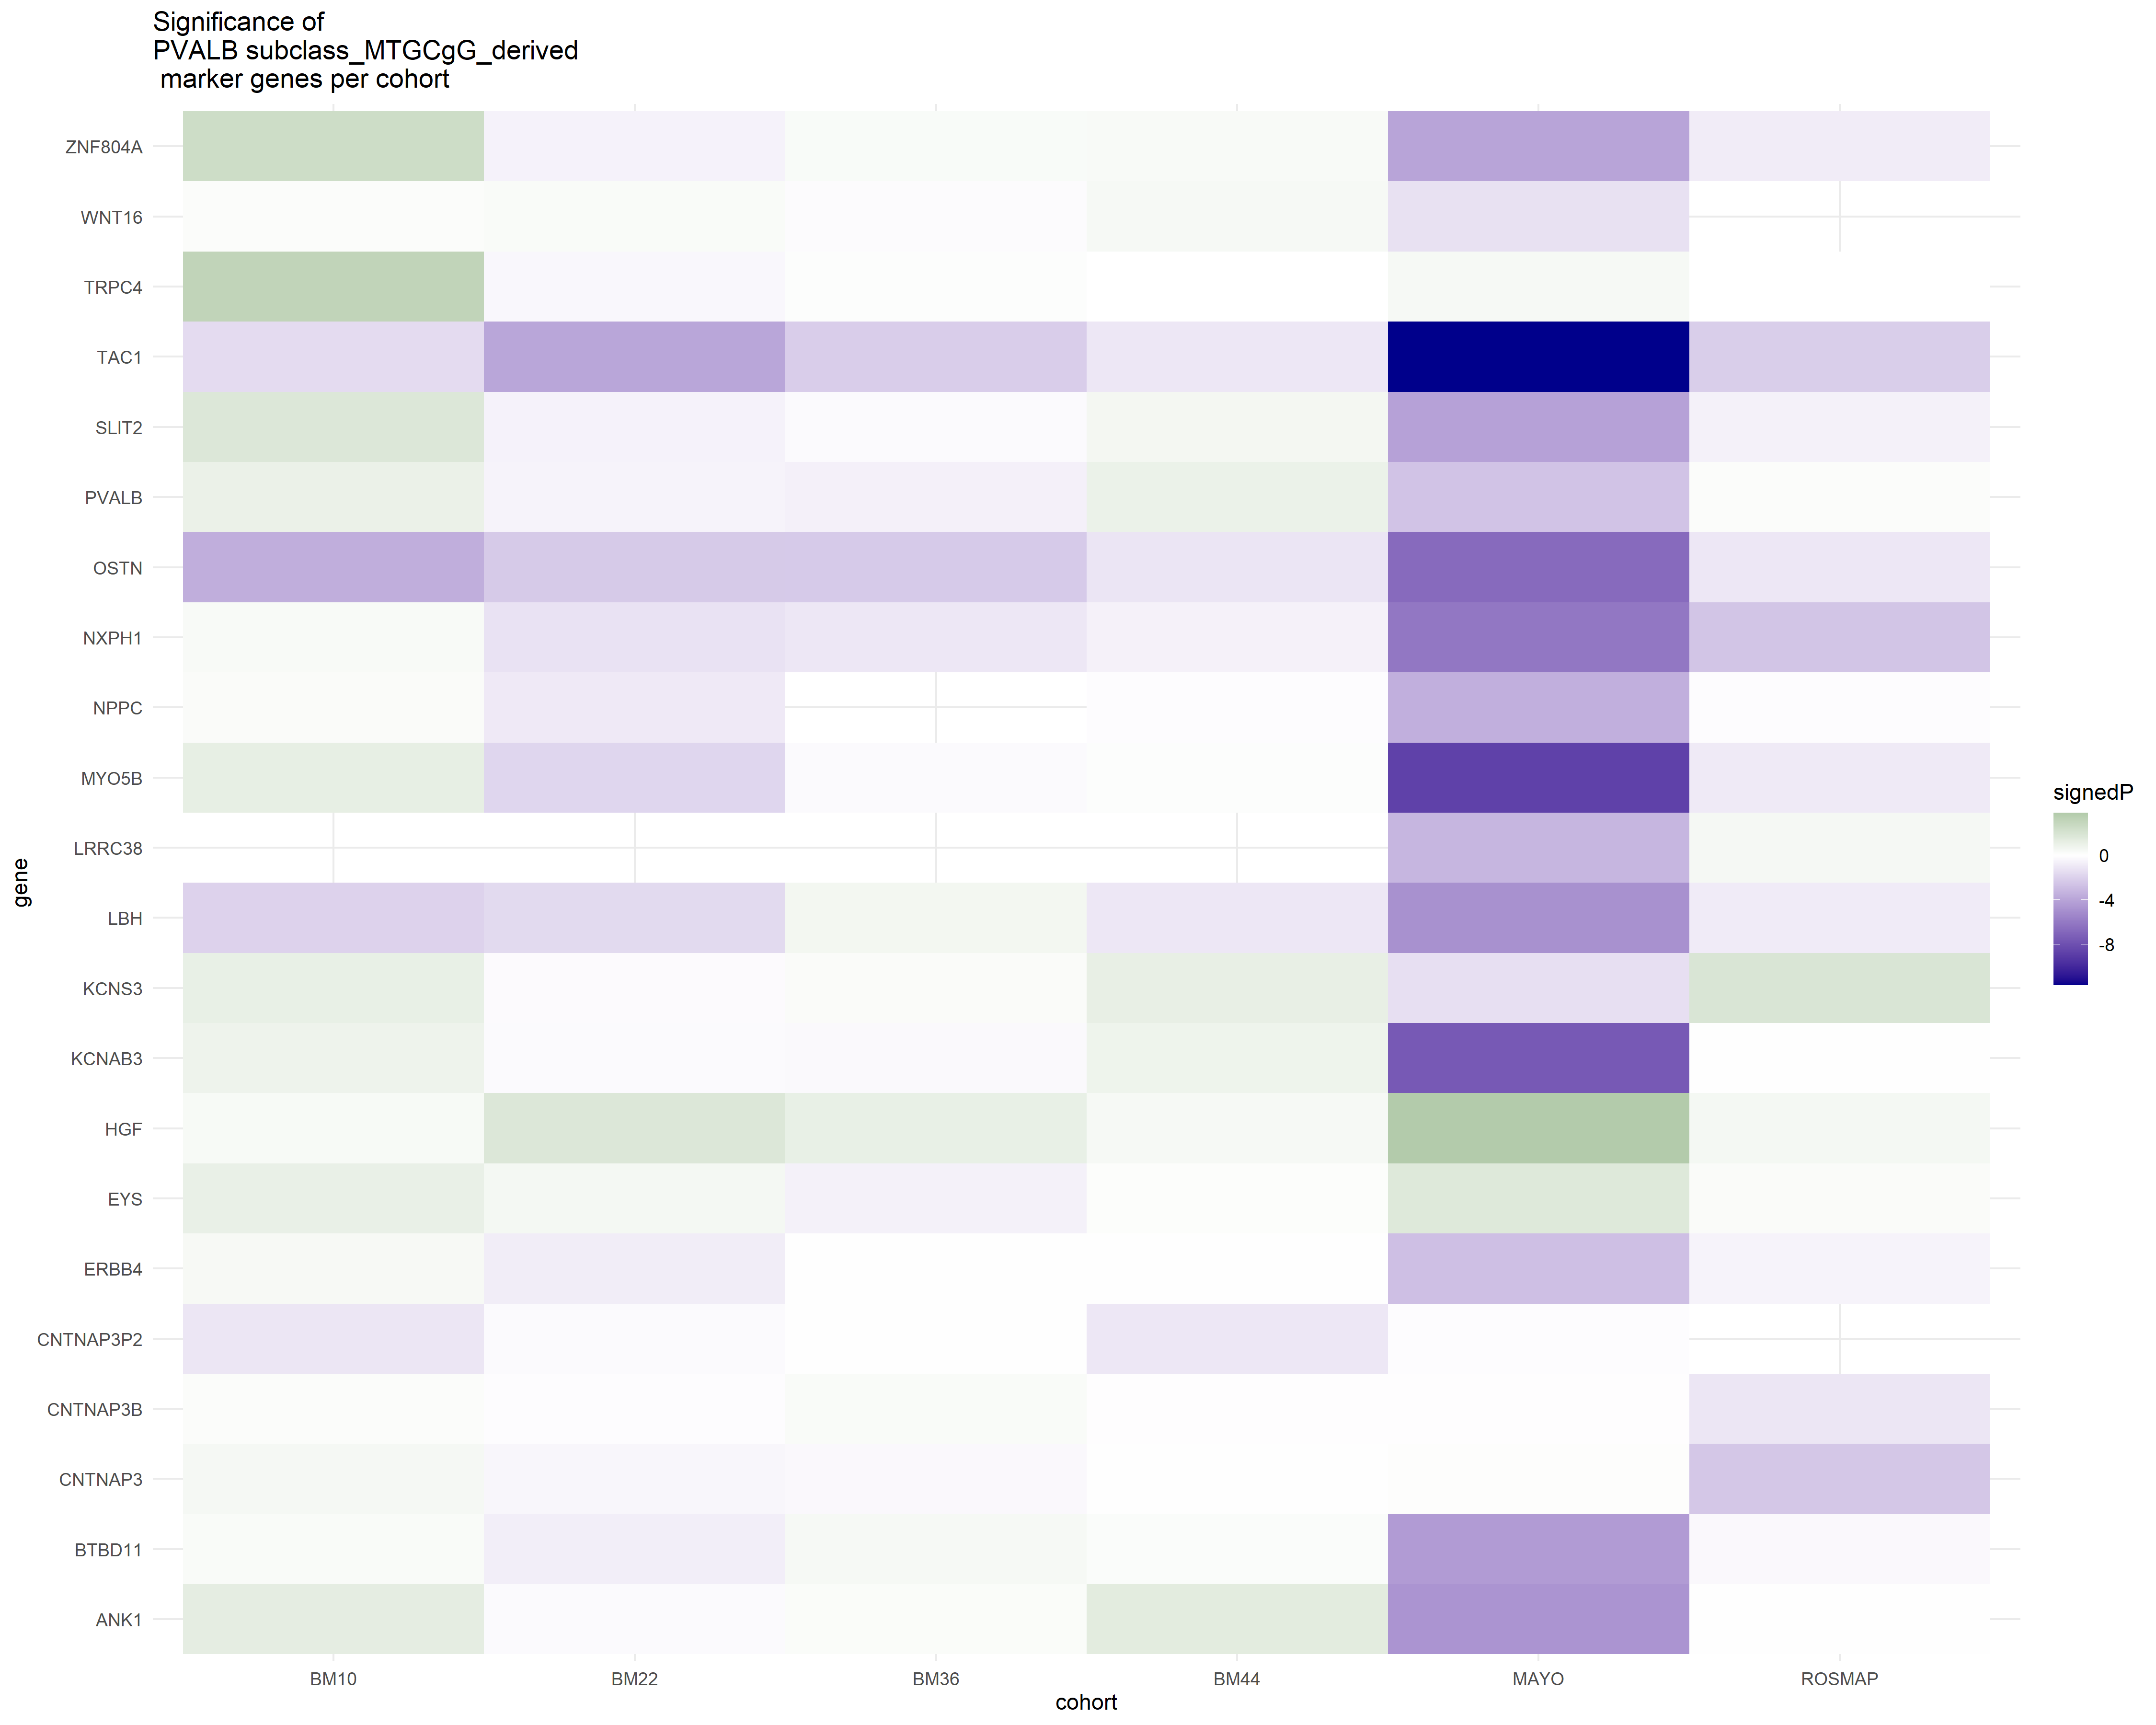 Significance of
PVALB subclass_MTGCgG_derived
marker genes per cohort
ZNF804A
WNT16
TRPC4
TAC1
SLIT2
PVALB
OSTN
NXPH1
NPPC
MYO5B
LRRC38
LBH
KCNS3
KCNAB3
HGF
EYS
ERBB4
CNTNAP3P2
CNTNAP3B
CNTNAP3
BTBD11
ANK1
gene
BM10 BM22 BM36 BM44 MAYO ROSMAP
cohort
signedP
0
-4
-8